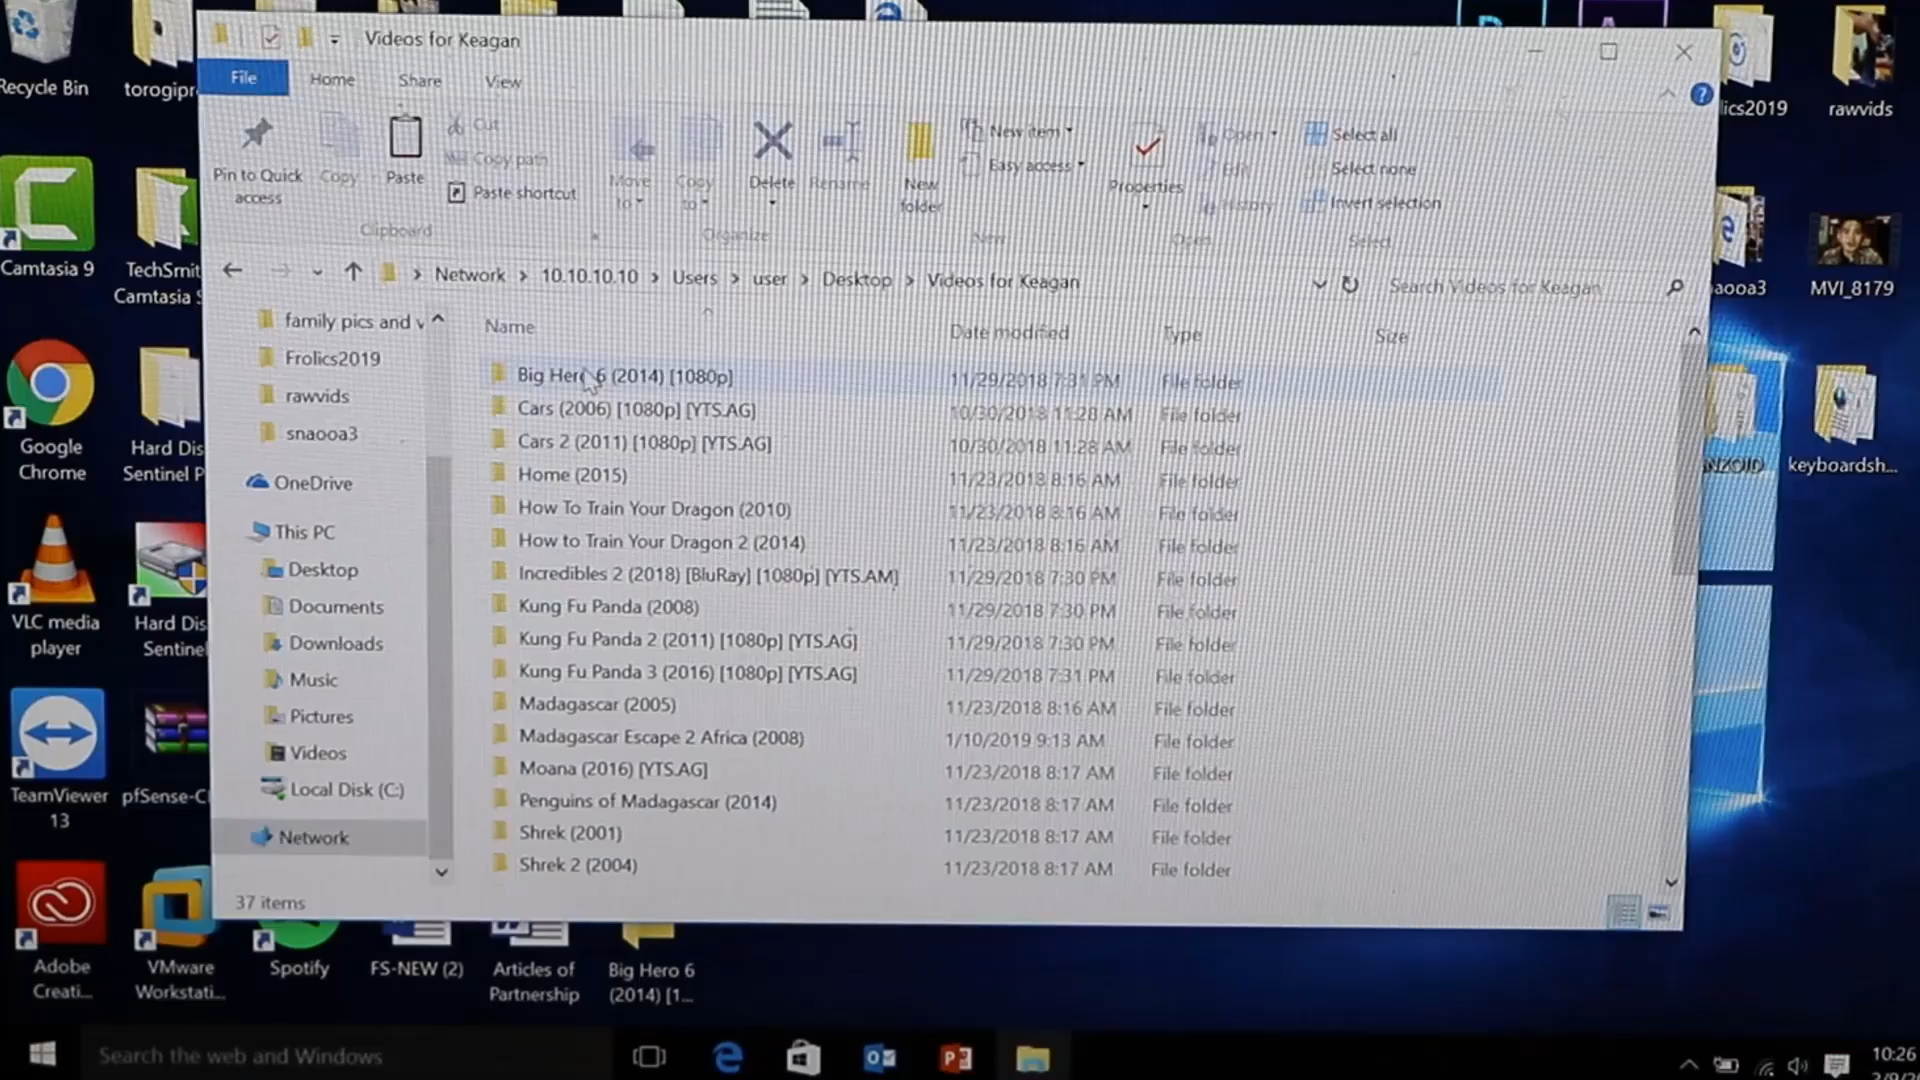 Videos for Keagan
File
Home
Share
View
Pin to Quick access
Copy
Paste
Cut
Copy path
Paste shortcut
Clipboard
Move to
Copy to
Delete
Rename
Organize
New folder
New item
Easy access
New
Properties
Open
Edit
History
Open
Select all
Select none
Invert selection
Select
Network > 10.10.10.10 > Users > user > Desktop > Videos for Keagan
Search Videos for Keagan
family pics and v
Frolics2019
rawvids
snaooa3
OneDrive
This PC
Desktop
Documents
Downloads
Music
Pictures
Videos
Local Disk (C:)
Network
Name Date modified Type Size
Big Hero 6 (2014) [1080p] 11/29/2018 7:31 PM File folder
Cars (2006) [1080p] [YTS.AG] 10/30/2018 11:28 AM File folder
Cars 2 (2011) [1080p] [YTS.AG] 10/30/2018 11:28 AM File folder
Home (2015) 11/23/2018 8:16 AM File folder
How To Train Your Dragon (2010) 11/23/2018 8:16 AM File folder
How to Train Your Dragon 2 (2014) 11/23/2018 8:16 AM File folder
Incredibles 2 (2018) [BluRay] [1080p] [YTS.AM] 11/29/2018 7:30 PM File folder
Kung Fu Panda (2008) 11/29/2018 7:30 PM File folder
Kung Fu Panda 2 (2011) [1080p] [YTS.AG] 11/29/2018 7:30 PM File folder
Kung Fu Panda 3 (2016) [1080p] [YTS.AG] 11/29/2018 7:31 PM File folder
Madagascar (2005) 11/23/2018 8:16 AM File folder
Madagascar Escape 2 Africa (2008) 1/10/2019 9:13 AM File folder
Moana (2016) [YTS.AG] 11/23/2018 8:17 AM File folder
Penguins of Madagascar (2014) 11/23/2018 8:17 AM File folder
Shrek (2001) 11/23/2018 8:17 AM File folder
Shrek 2 (2004) 11/23/2018 8:17 AM File folder
37 items
Recycle Bin
torogipr
Camtasia 9
TechSmit
Camtasia
Google Chrome
Hard Dis
Sentinel P
VLC media player
Hard Dis
Sentinel
TeamViewer 13
pfSense-C
Adobe Creati...
VMware Workstati...
Spotify
FS-NEW (2)
Articles of Partnership
Big Hero 6 (2014) [1...
lics2019
rawvids
aooa3
MVI_8179
NZOID
keyboardsh...
Search the web and Windows
10:26